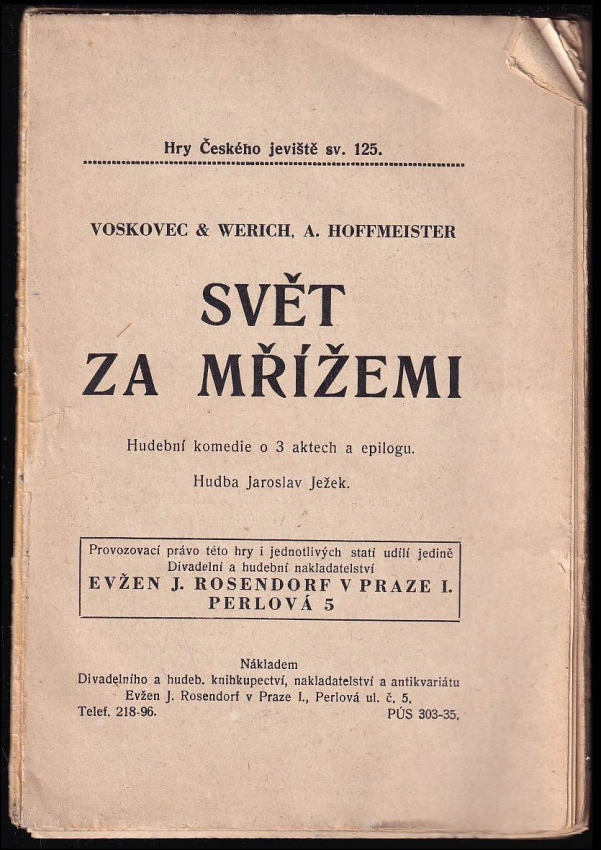 Hry Českého jeviště sv. 125.
VOSKOVEC & WERICH, A. HOFFMEISTER
SVĚT
ZA MŘÍŽEMI
Hudební komedie o 3 aktech a epilogu.
Hudba Jaroslav Ježek.
Provozovací právo této hry i jednotlivých statí udílí jedině
Divadelní a hudební nakladatelství
EVŽEN J. ROSENDORF V PRAZE I.
PERLOVÁ 5
Nákladem
Divadelního a hudeb. knihkupectví, nakladatelství a antikvariátu
Evžen J. Rosendorf v Praze I., Perlová ul. č. 5.
Telef. 218-96. PÚS 303-35.